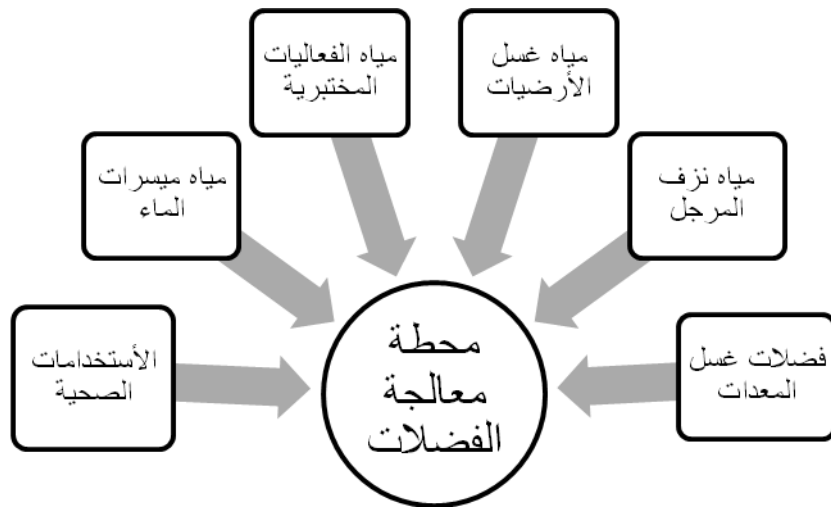 مياه غسل
الأرضيات
مياه الفعاليات
المختبرية
مياه نزف
المرجل
مياه ميسرات
الماء
فضلات غسل
المعدات
الأستخدامات
الصحية
محطة
معالجة
الفضلات